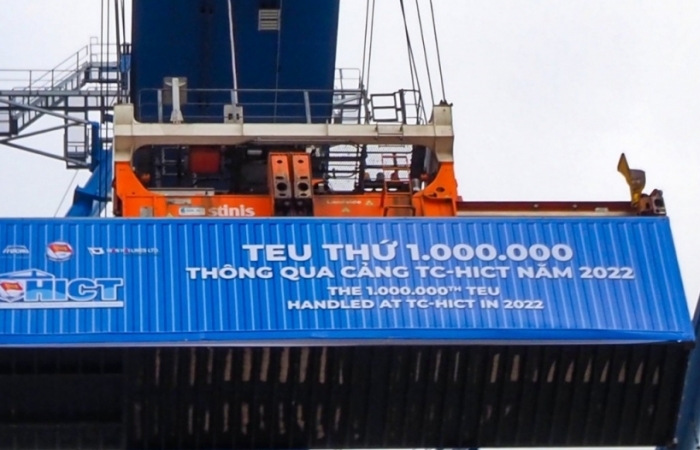 TEU THỨ 1.000.000
THÔNG QUA CẢNG TC-HICT NĂM 2022
THE 1.000.000TH TEU
HANDLED AT TC-HICT IN 2022
HICT
stinis